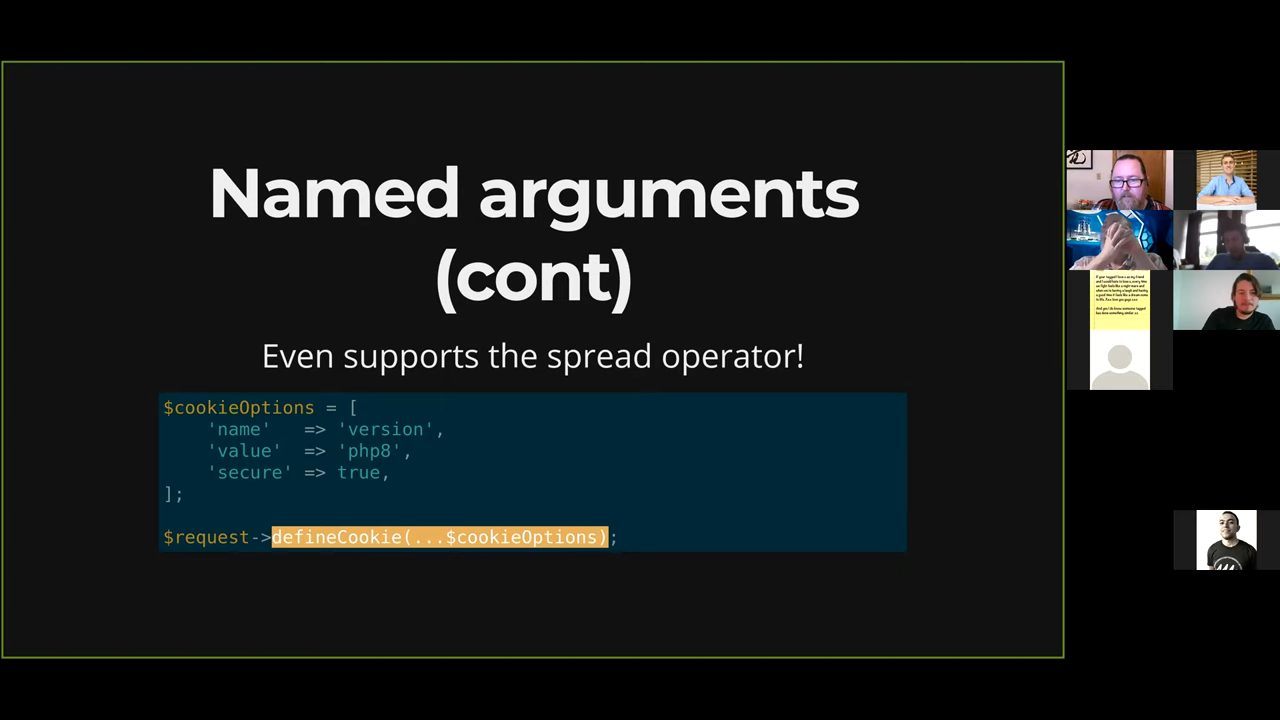 Named arguments
(cont)
Even supports the spread operator!
$cookieOptions = [
    'name'   => 'version',
    'value'  => 'php8',
    'secure' => true,
];
$request->defineCookie(...$cookieOptions);